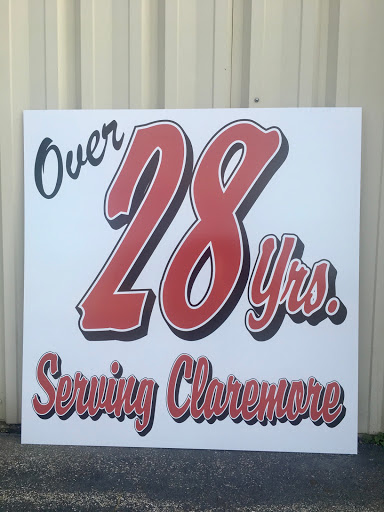 Over
28 Yrs.
Serving Claremore